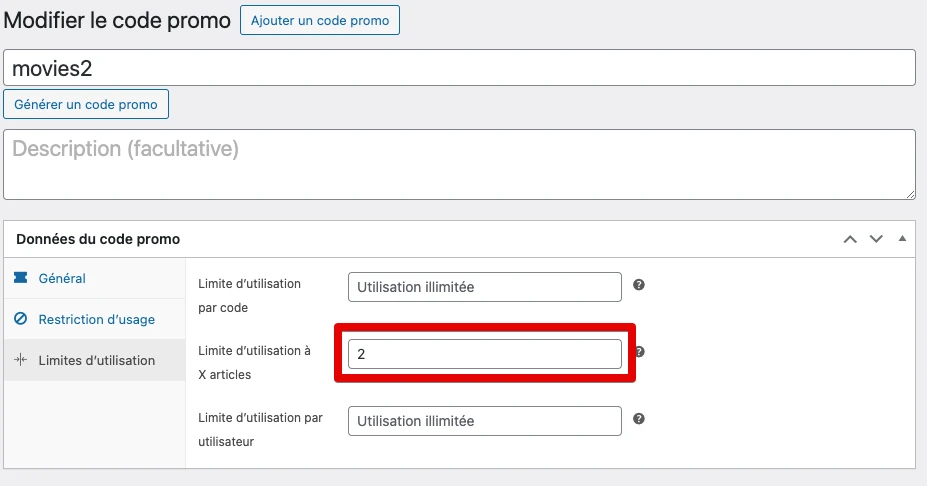 Modifier le code promo Ajouter un code promo
movies2
Générer un code promo
Description (facultative)
Données du code promo
Général
Restriction d’usage
Limites d’utilisation
Limite d’utilisation par code
Utilisation illimitée
Limite d’utilisation à X articles
2
Limite d’utilisation par utilisateur
Utilisation illimitée